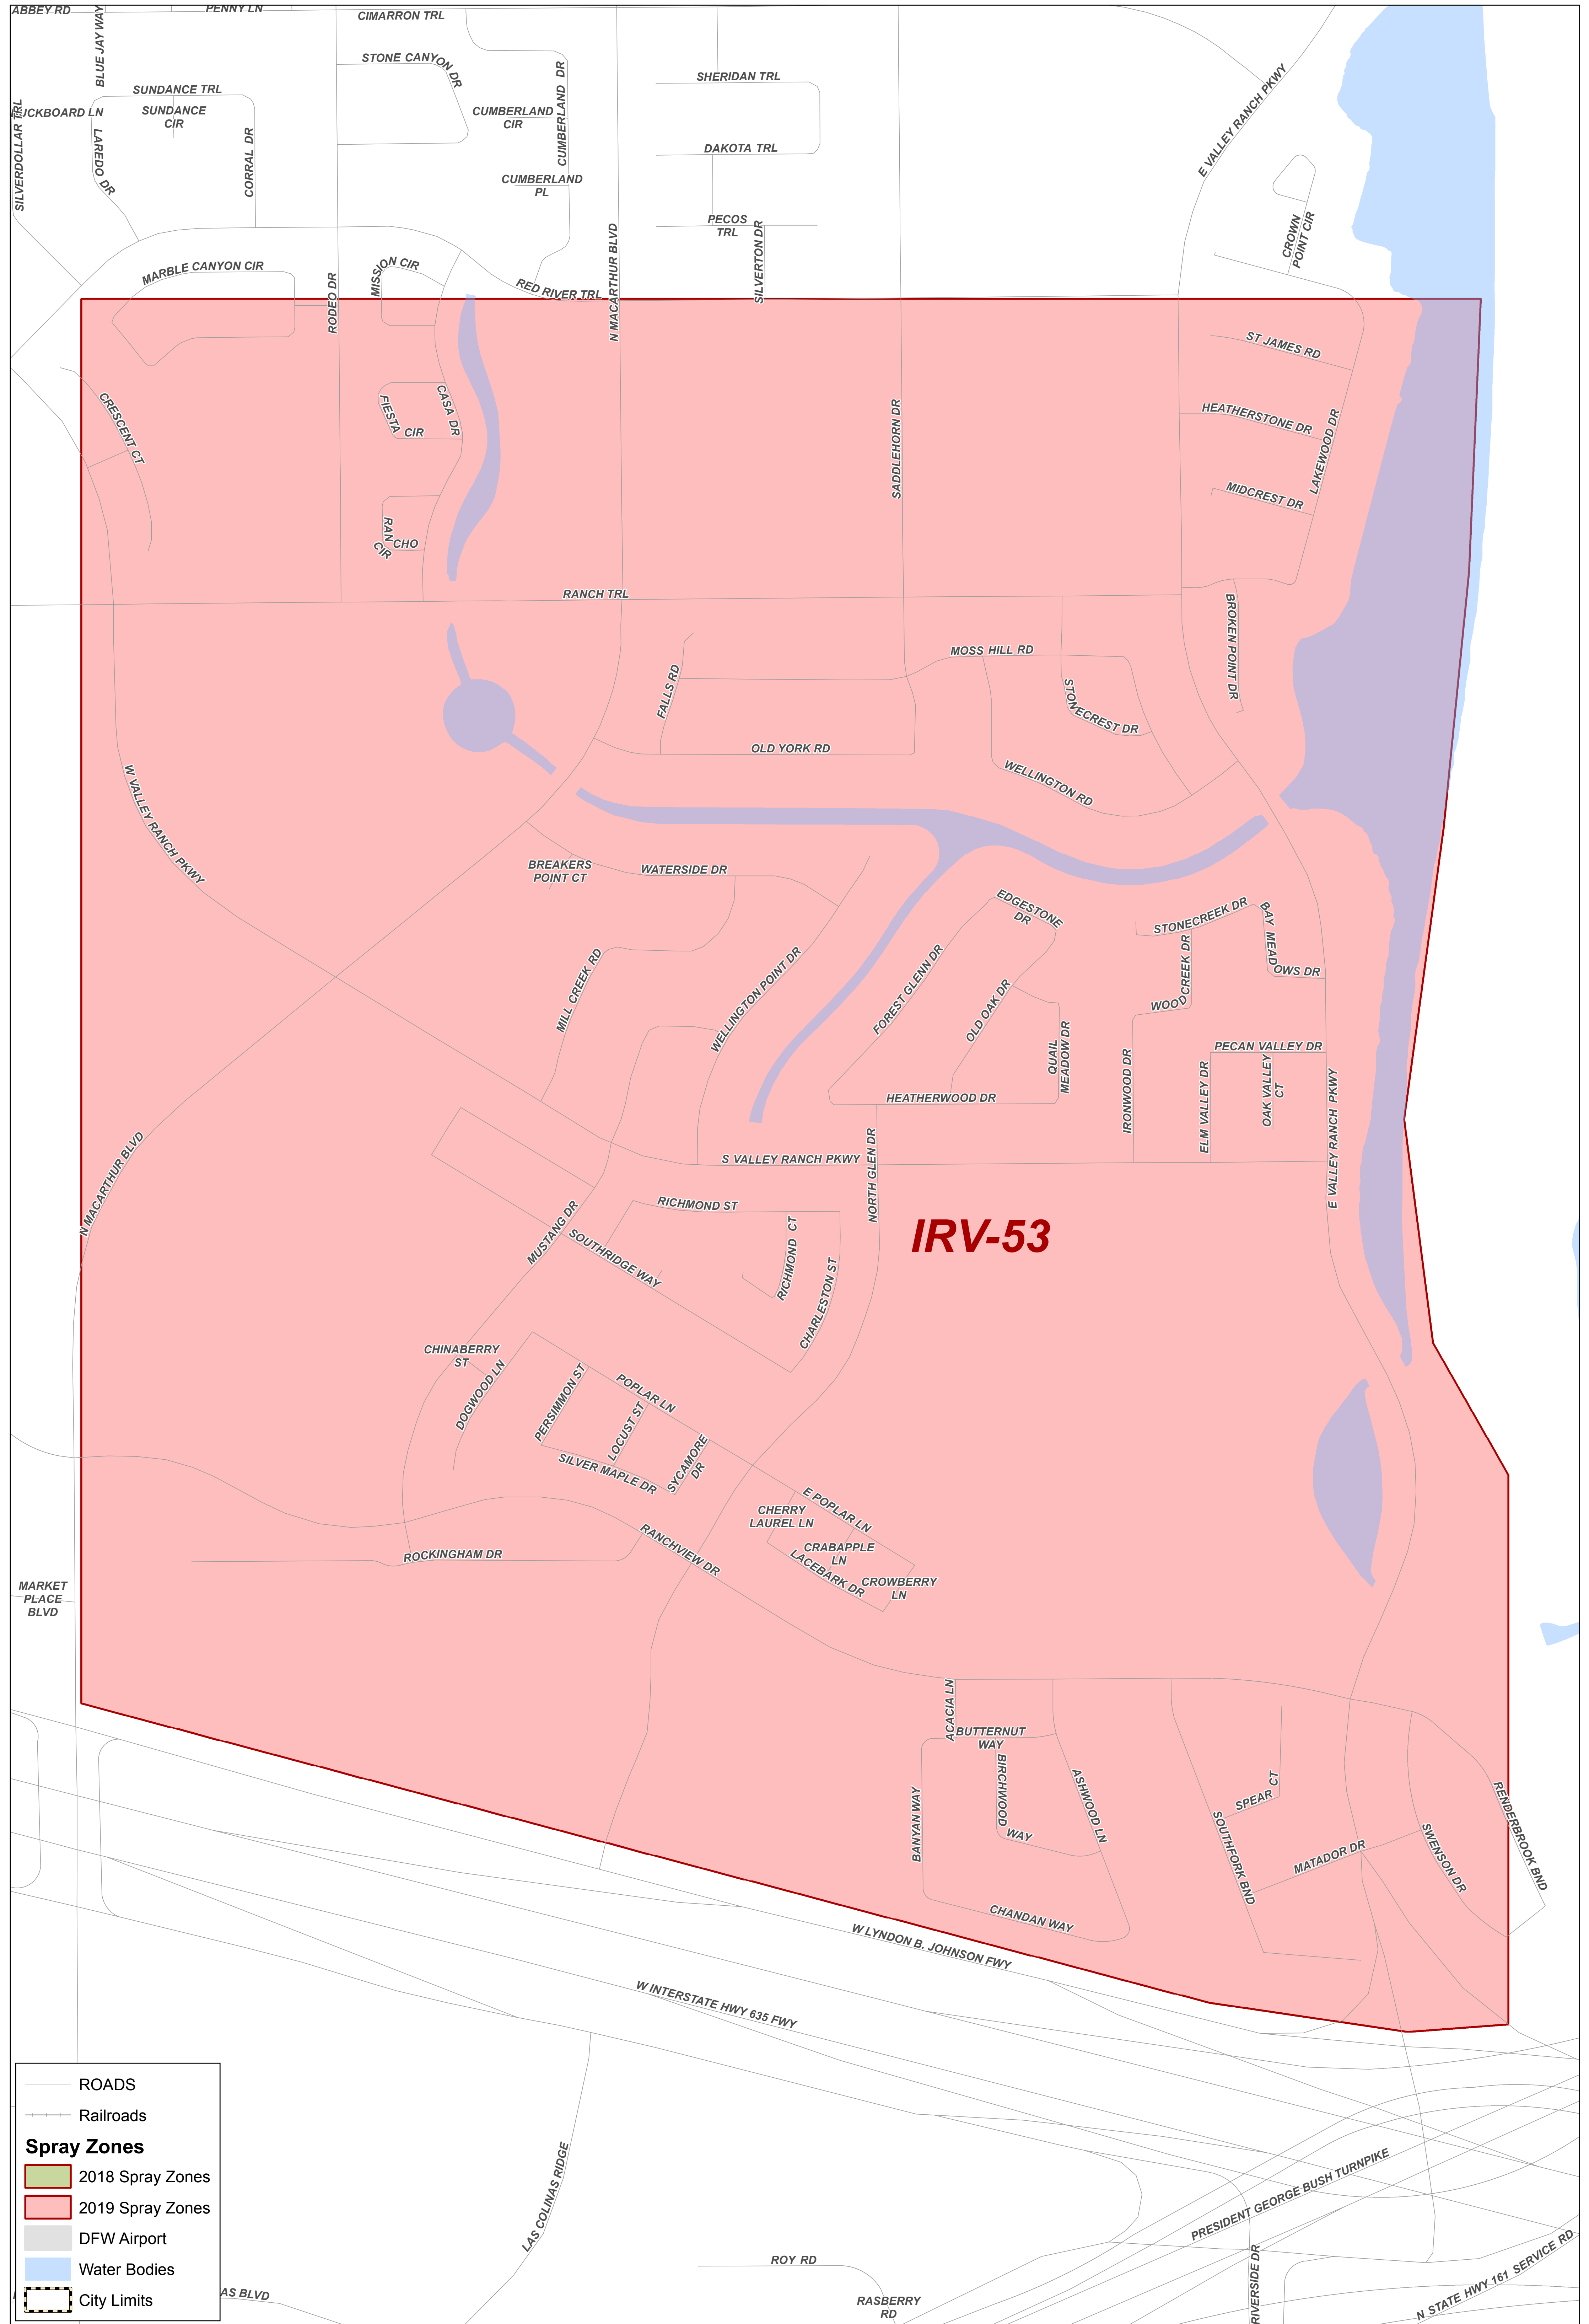 ABBEY RD
PENNY LN
CIMARRON TRL
BLUE JAY WAY
STONE CANYON DR
SHERIDAN TRL
SUNDANCE TRL
UCKBOARD LN
SUNDANCE
CIR
CUMBERLAND
CIR
CUMBERLAND DR
SILVERDOLLAR TRL
LAREDO DR
CORRAL DR
DAKOTA TRL
E VALLEY RANCH PKWY
CUMBERLAND
PL
PECOS
TRL
SILVERTON DR
CROWN
POINT CIR
MARBLE CANYON CIR
MISSION CIR
RED RIVER TRL
RODEO DR
N MACARTHUR BLVD
ST JAMES RD
CRESCENT CT
FIESTA CIR
CASA DR
SADDLEHORN DR
HEATHERSTONE DR
LAKEWOOD DR
MIDCREST DR
RAN
CHO
CIR
RANCH TRL
BROKEN POINT DR
MOSS HILL RD
FALLS RD
STONECREST DR
OLD YORK RD
WELLINGTON RD
W VALLEY RANCH PKWY
BREAKERS
POINT CT
WATERSIDE DR
EDGESTONE
DR
STONECREEK DR
BAY MEAD
OWS DR
MILL CREEK RD
WELLINGTON POINT DR
FOREST GLENN DR
OLD OAK DR
WOOD
CREEK DR
QUAIL
MEADOW DR
IRONWOOD DR
PECAN VALLEY DR
ELM VALLEY DR
OAK VALLEY
CT
HEATHERWOOD DR
E VALLEY RANCH PKWY
N MACARTHUR BLVD
S VALLEY RANCH PKWY
NORTH GLEN DR
RICHMOND ST
MUSTANG DR
SOUTHRIDGE WAY
RICHMOND CT
CHARLESTON ST
IRV-53
CHINABERRY
ST
DOGWOOD LN
PERSIMMON ST
POPLAR LN
LOCUST ST
SYCAMORE
DR
SILVER MAPLE DR
CHERRY
LAUREL LN
E POPLAR LN
ROCKINGHAM DR
RANCHVIEW DR
CRABAPPLE
LN
LACEBARK DR
CROWBERRY
LN
MARKET
PLACE
BLVD
ACACIA LN
BUTTERNUT
WAY
BIRCHWOOD
WAY
BANYAN WAY
ASHWOOD LN
CHANDAN WAY
SPEAR CT
SOUTHFORK BND
MATADOR DR
SWENSON DR
RENDERBROOK BND
W LYNDON B. JOHNSON FWY
W INTERSTATE HWY 635 FWY
LAS COLINAS RIDGE
PRESIDENT GEORGE BUSH TURNPIKE
ROY RD
RASBERRY
RD
RIVERSIDE DR
N STATE HWY 161 SERVICE RD
AS BLVD
ROADS
Railroads
Spray Zones
2018 Spray Zones
2019 Spray Zones
DFW Airport
Water Bodies
City Limits